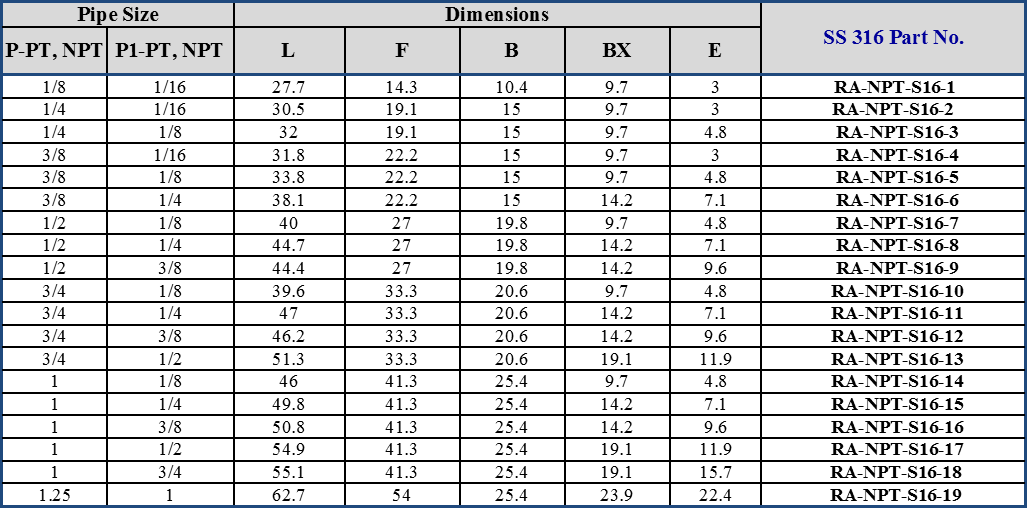 Pipe Size Dimensions SS 316 Part No.
P-PT, NPT P1-PT, NPT L F B BX E
1/8 1/16 27.7 14.3 10.4 9.7 3 RA-NPT-S16-1
1/4 1/16 30.5 19.1 15 9.7 3 RA-NPT-S16-2
1/4 1/8 32 19.1 15 9.7 4.8 RA-NPT-S16-3
3/8 1/16 31.8 22.2 15 9.7 3 RA-NPT-S16-4
3/8 1/8 33.8 22.2 15 9.7 4.8 RA-NPT-S16-5
3/8 1/4 38.1 22.2 15 14.2 7.1 RA-NPT-S16-6
1/2 1/8 40 27 19.8 9.7 4.8 RA-NPT-S16-7
1/2 1/4 44.7 27 19.8 14.2 7.1 RA-NPT-S16-8
1/2 3/8 44.4 27 19.8 14.2 9.6 RA-NPT-S16-9
3/4 1/8 39.6 33.3 20.6 9.7 4.8 RA-NPT-S16-10
3/4 1/4 47 33.3 20.6 14.2 7.1 RA-NPT-S16-11
3/4 3/8 46.2 33.3 20.6 14.2 9.6 RA-NPT-S16-12
3/4 1/2 51.3 33.3 20.6 19.1 11.9 RA-NPT-S16-13
1 1/8 46 41.3 25.4 9.7 4.8 RA-NPT-S16-14
1 1/4 49.8 41.3 25.4 14.2 7.1 RA-NPT-S16-15
1 3/8 50.8 41.3 25.4 14.2 9.6 RA-NPT-S16-16
1 1/2 54.9 41.3 25.4 19.1 11.9 RA-NPT-S16-17
1 3/4 55.1 41.3 25.4 19.1 15.7 RA-NPT-S16-18
1.25 1 62.7 54 25.4 23.9 22.4 RA-NPT-S16-19